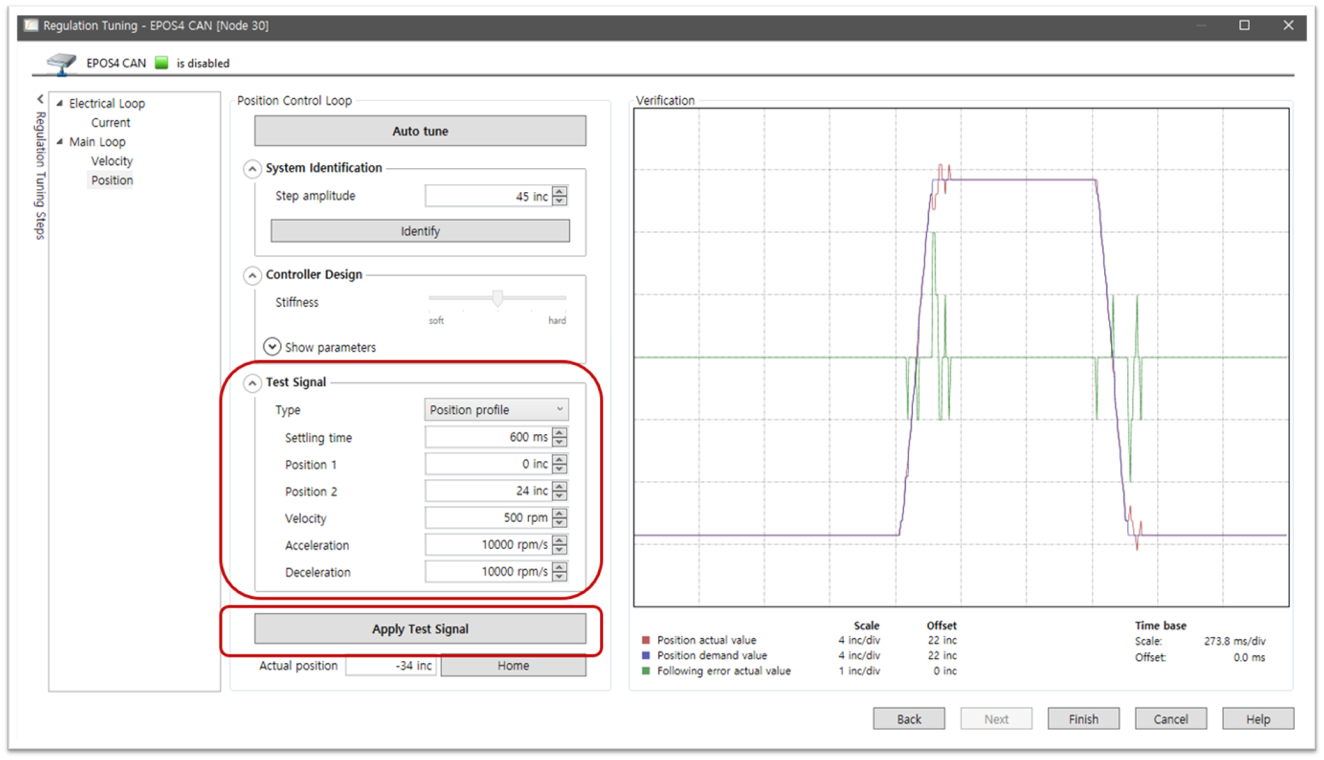 Regulation Tuning - EPOS4 CAN [Node 30]
EPOS4 CAN is disabled
Regulation Tuning Steps
Electrical Loop
Current
Main Loop
Velocity
Position
Position Control Loop
Auto tune
System Identification
Step amplitude 45 inc
Identify
Controller Design
Stiffness
soft hard
Show parameters
Test Signal
Type Position profile
Settling time 600 ms
Position 1 0 inc
Position 2 24 inc
Velocity 500 rpm
Acceleration 10000 rpm/s
Deceleration 10000 rpm/s
Apply Test Signal
Actual position -34 inc Home
Verification
Scale Offset
Position actual value 4 inc/div 22 inc
Position demand value 4 inc/div 22 inc
Following error actual value 1 inc/div 0 inc
Time base
Scale: 273.8 ms/div
Offset: 0.0 ms
Back Next Finish Cancel Help